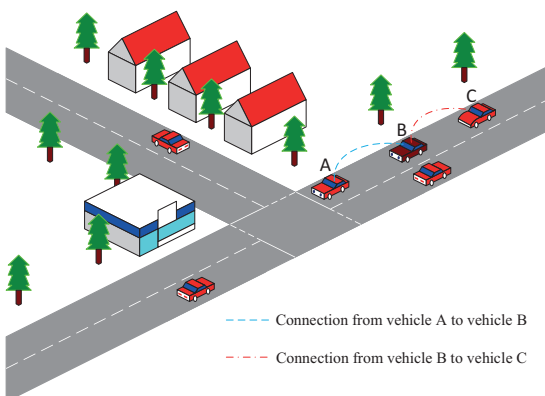 C
B
A
Connection from vehicle A to vehicle B
Connection from vehicle B to vehicle C